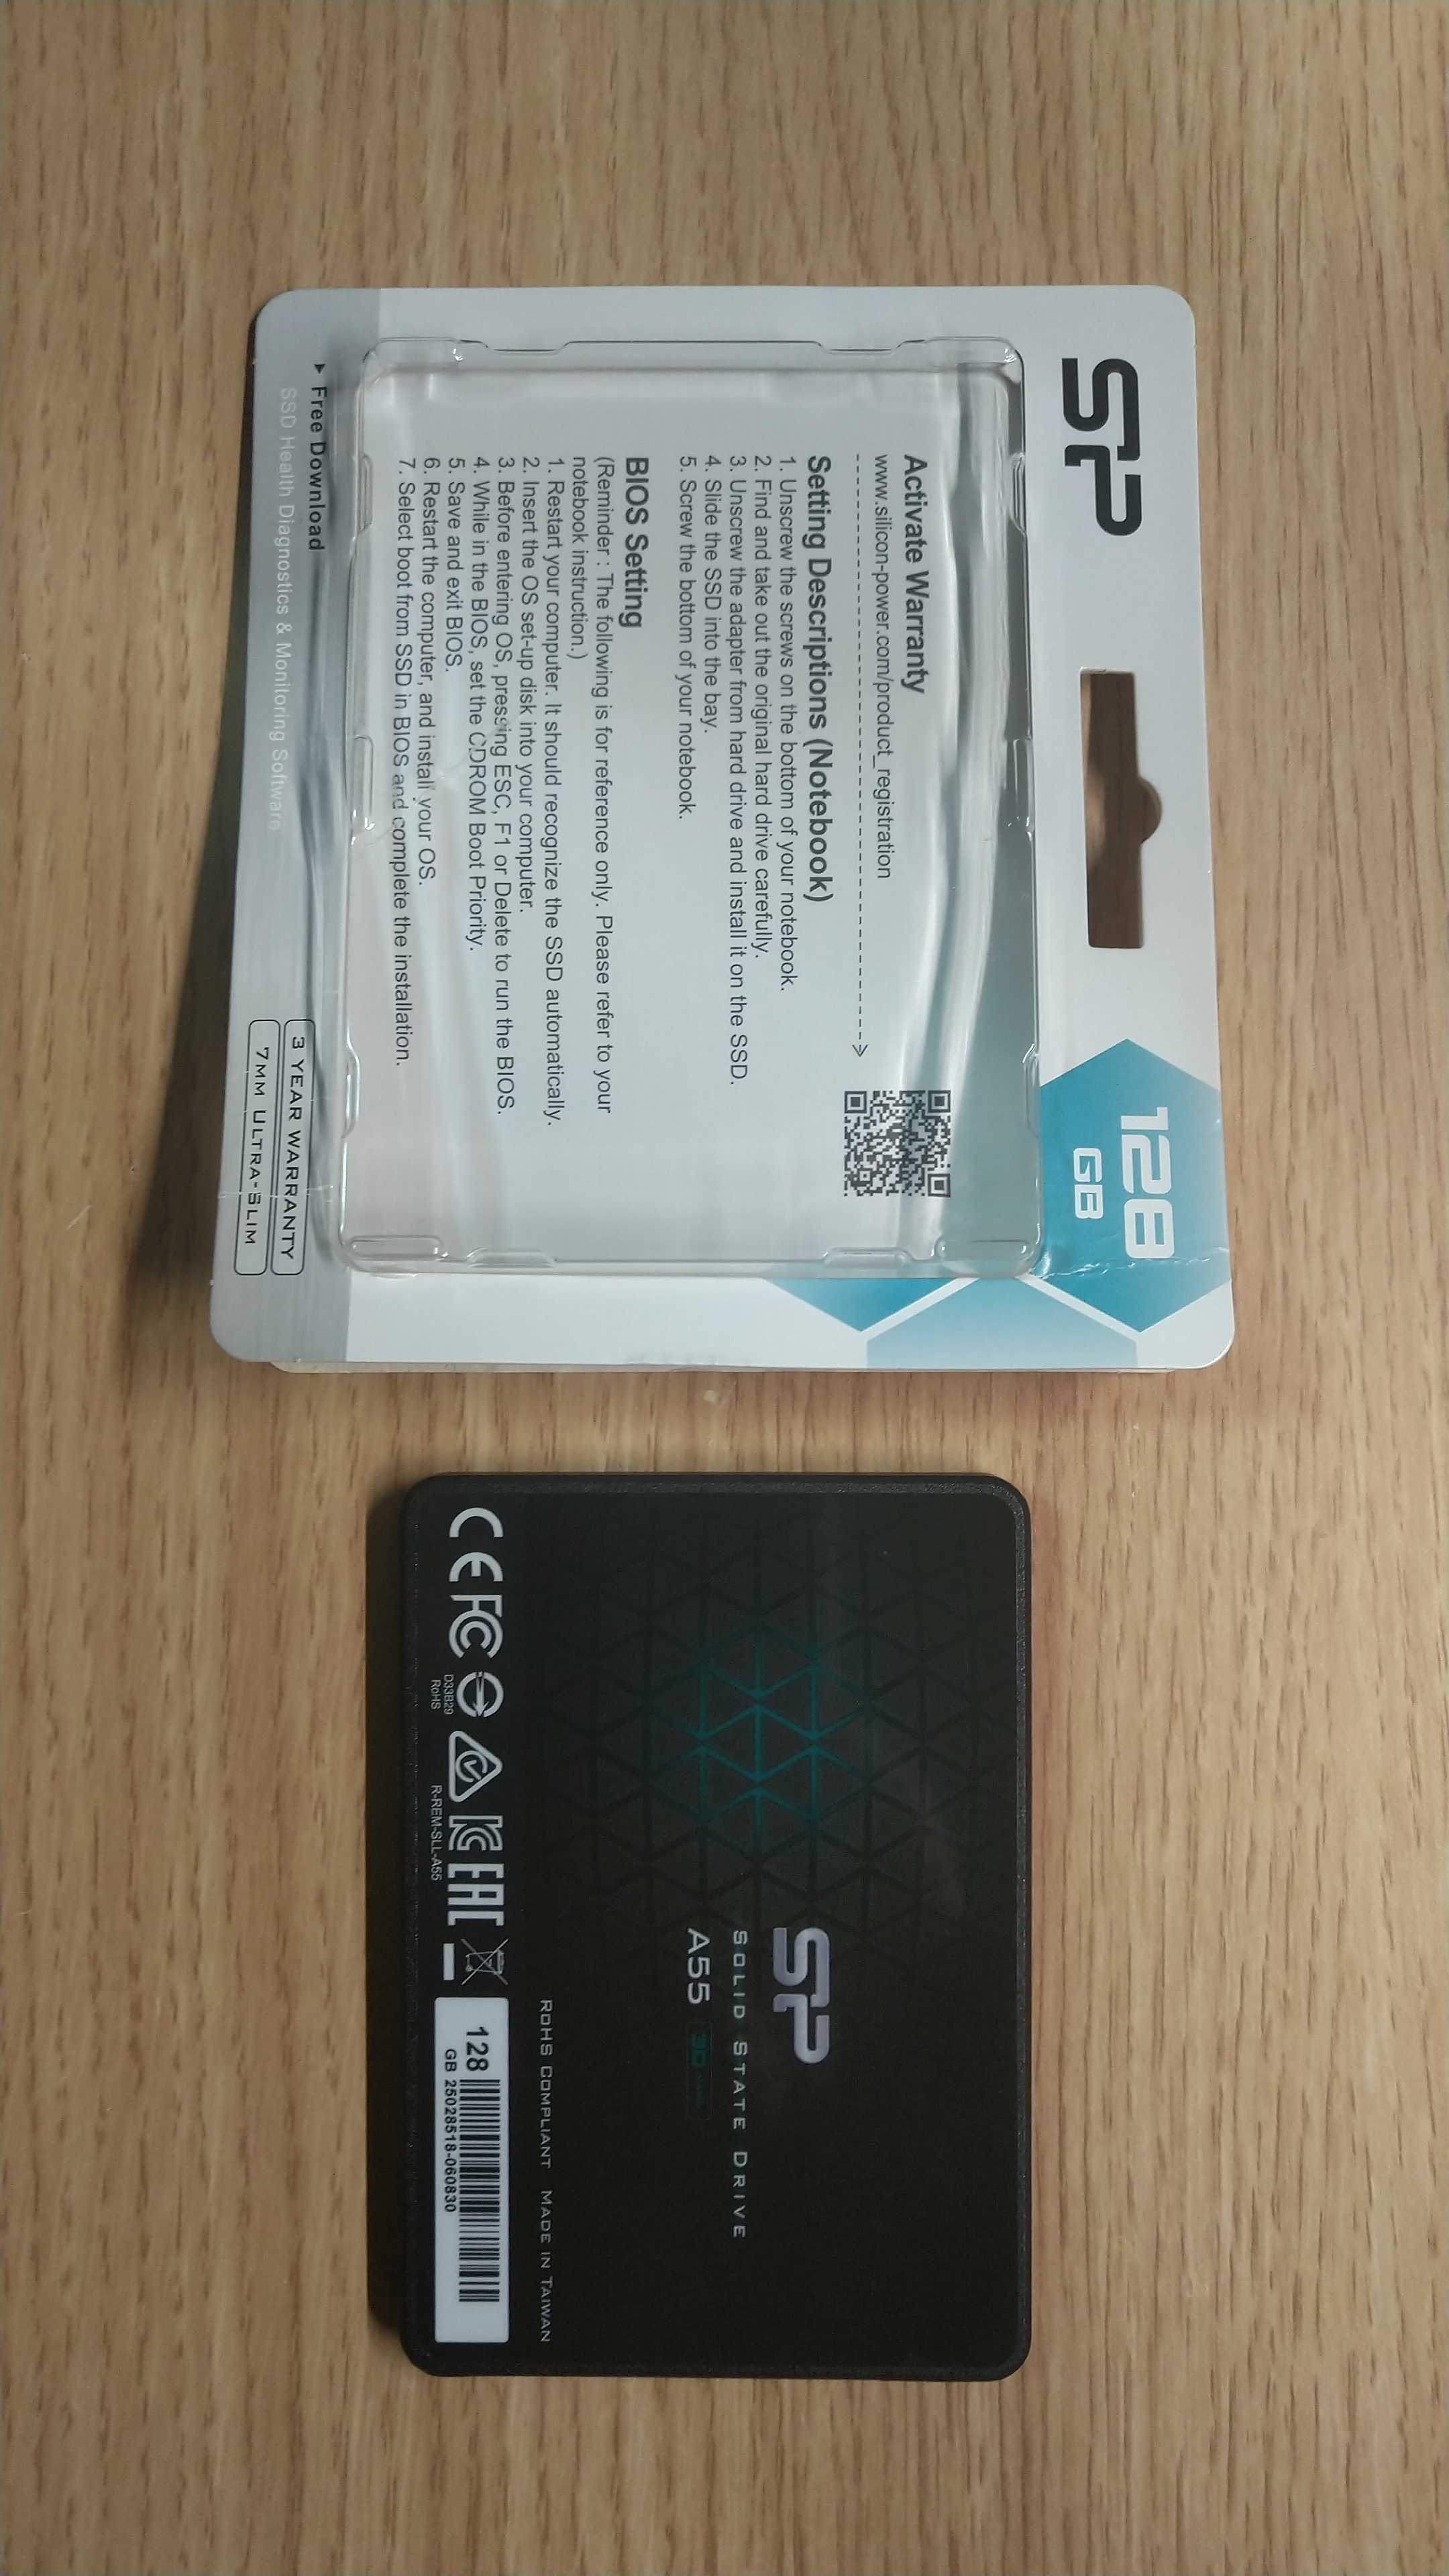 SP
128
GB
Activate Warranty
www.silicon-power.com/product_registration
Setting Descriptions (Notebook)
1. Unscrew the screws on the bottom of your notebook.
2. Find and take out the original hard drive carefully.
3. Unscrew the adapter from hard drive and install it on the SSD.
4. Slide the SSD into the bay.
5. Screw the bottom of your notebook.
BIOS Setting
(Reminder : The following is for reference only. Please refer to your
notebook instruction.)
1. Restart your computer. It should recognize the SSD automatically.
2. Insert the OS set-up disk into your computer.
3. Before entering OS, pressing ESC, F1 or Delete to run the BIOS.
4. While in the BIOS, set the CDROM Boot Priority.
5. Save and exit BIOS.
6. Restart the computer, and install your OS.
7. Select boot from SSD in BIOS and complete the installation.
Free Download
SSD Health Diagnostics & Monitoring Software
3 YEAR WARRANTY
7MM ULTRA-SLIM
SP
SOLID STATE DRIVE
A55 3D
ROHS COMPLIANT MADE IN TAIWAN
CE FC EAC
D33B29
RoHS
R-REM-SLL-A55
128
GB 25028518-060830